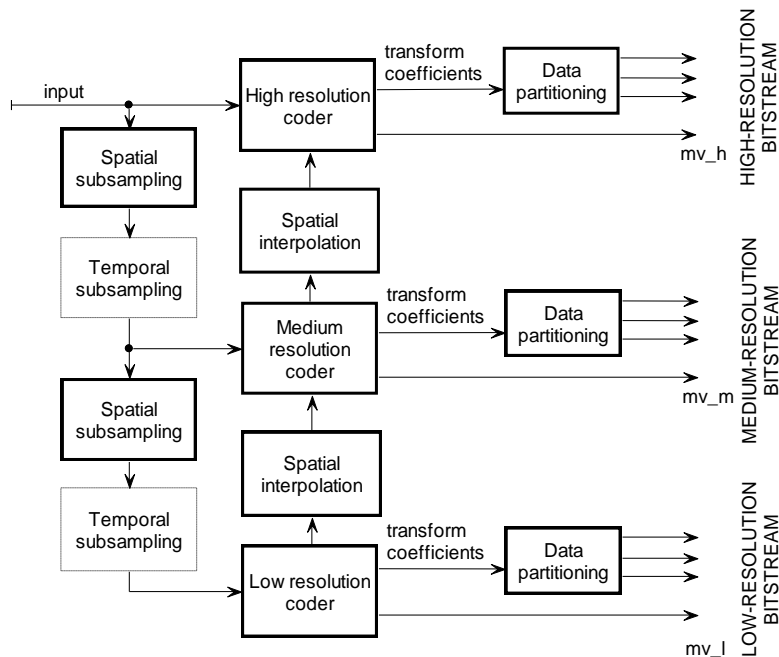 input
High resolution
coder
transform
coefficients
Data
partitioning
mv_h
HIGH-RESOLUTION
BITSTREAM
Spatial
subsampling
Spatial
interpolation
Temporal
subsampling
Medium
resolution
coder
transform
coefficients
Data
partitioning
mv_m
MEDIUM-RESOLUTION
BITSTREAM
Spatial
subsampling
Spatial
interpolation
Temporal
subsampling
Low resolution
coder
transform
coefficients
Data
partitioning
mv_l
LOW-RESOLUTION
BITSTREAM